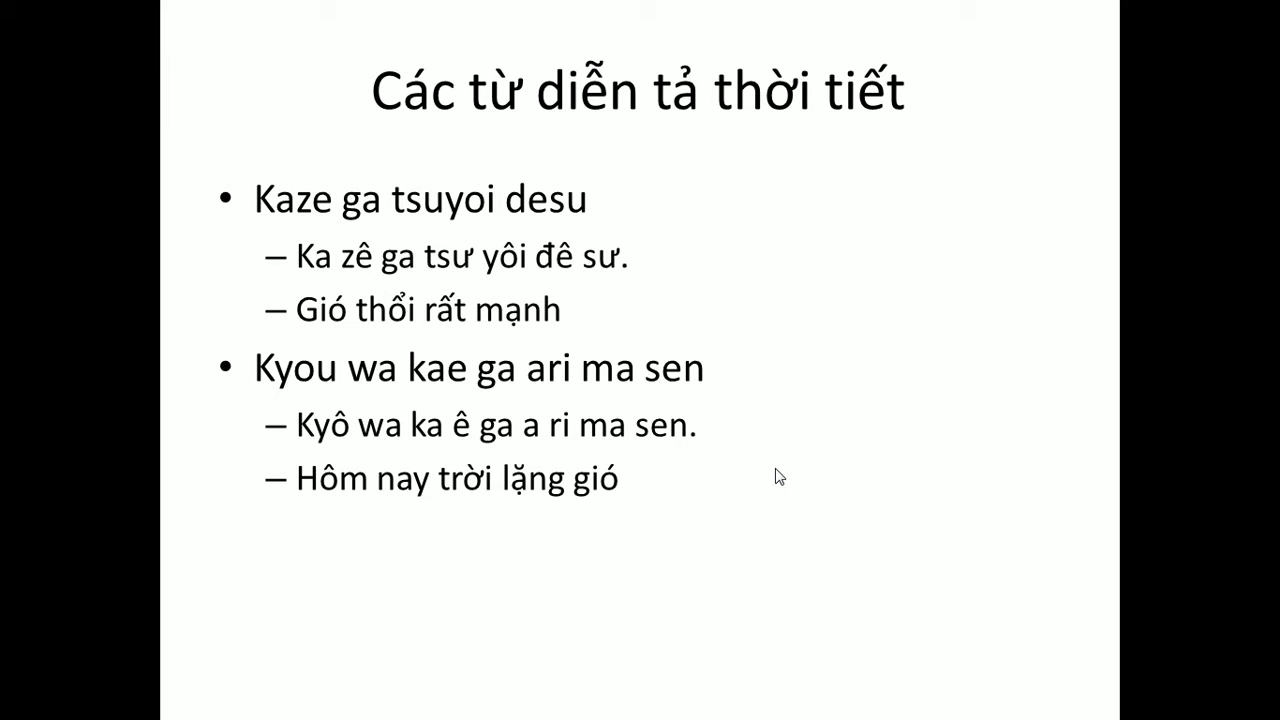 Các từ diễn tả thời tiết
• Kaze ga tsuyoi desu
– Ka zê ga tsư yôi đê sư.
– Gió thổi rất mạnh
• Kyou wa kae ga ari ma sen
– Kyô wa ka ê ga a ri ma sen.
– Hôm nay trời lặng gió